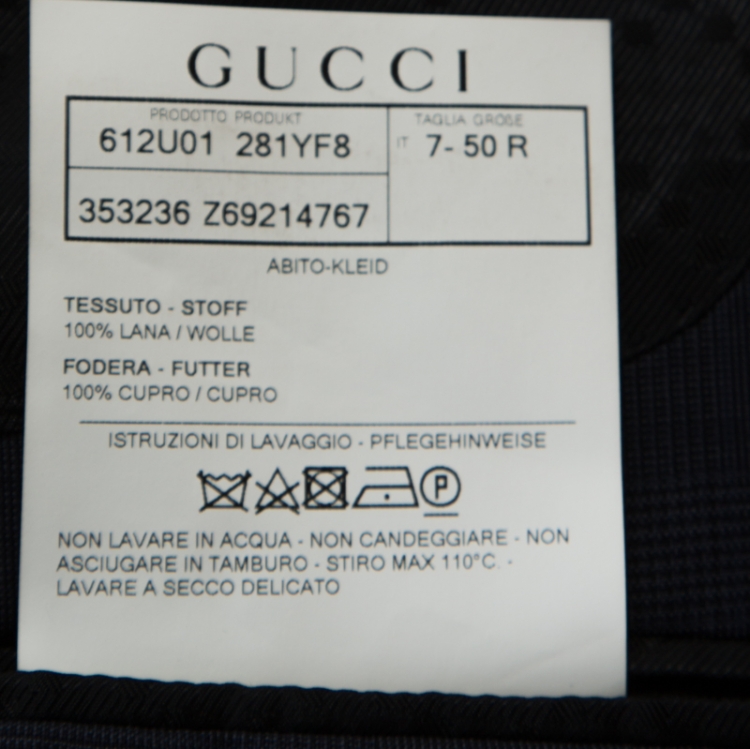 GUCCI
PRODOTTO PRODUKT
612U01 281YF8
TAGLIA GRÖSE
IT 7- 50 R
353236 Z69214767
ABITO-KLEID
TESSUTO - STOFF
100% LANA / WOLLE
FODERA - FUTTER
100% CUPRO / CUPRO
ISTRUZIONI DI LAVAGGIO - PFLEGEHINWEISE
P
NON LAVARE IN ACQUA - NON CANDEGGIARE - NON
ASCIUGARE IN TAMBURO - STIRO MAX 110°C. -
LAVARE A SECCO DELICATO